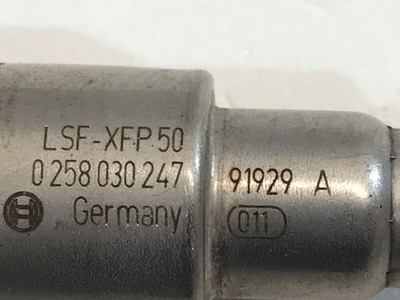 LSF-XFP.50
0 258 030 247
91929 A
Germany
011